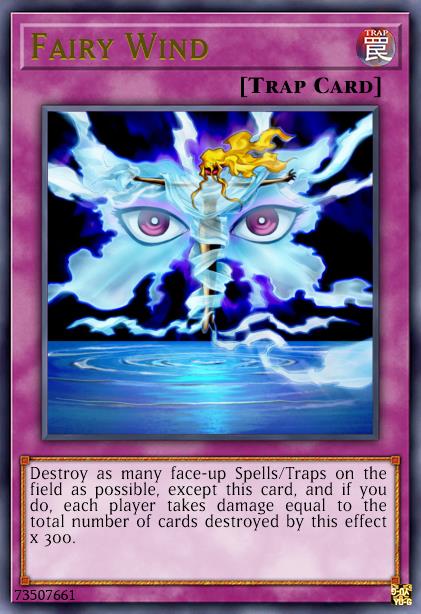 Fairy Wind
TRAP
罠
[Trap Card]
Destroy as many face-up Spells/Traps on the
field as possible, except this card, and if you
do, each player takes damage equal to the
total number of cards destroyed by this effect
x 300.
73507661